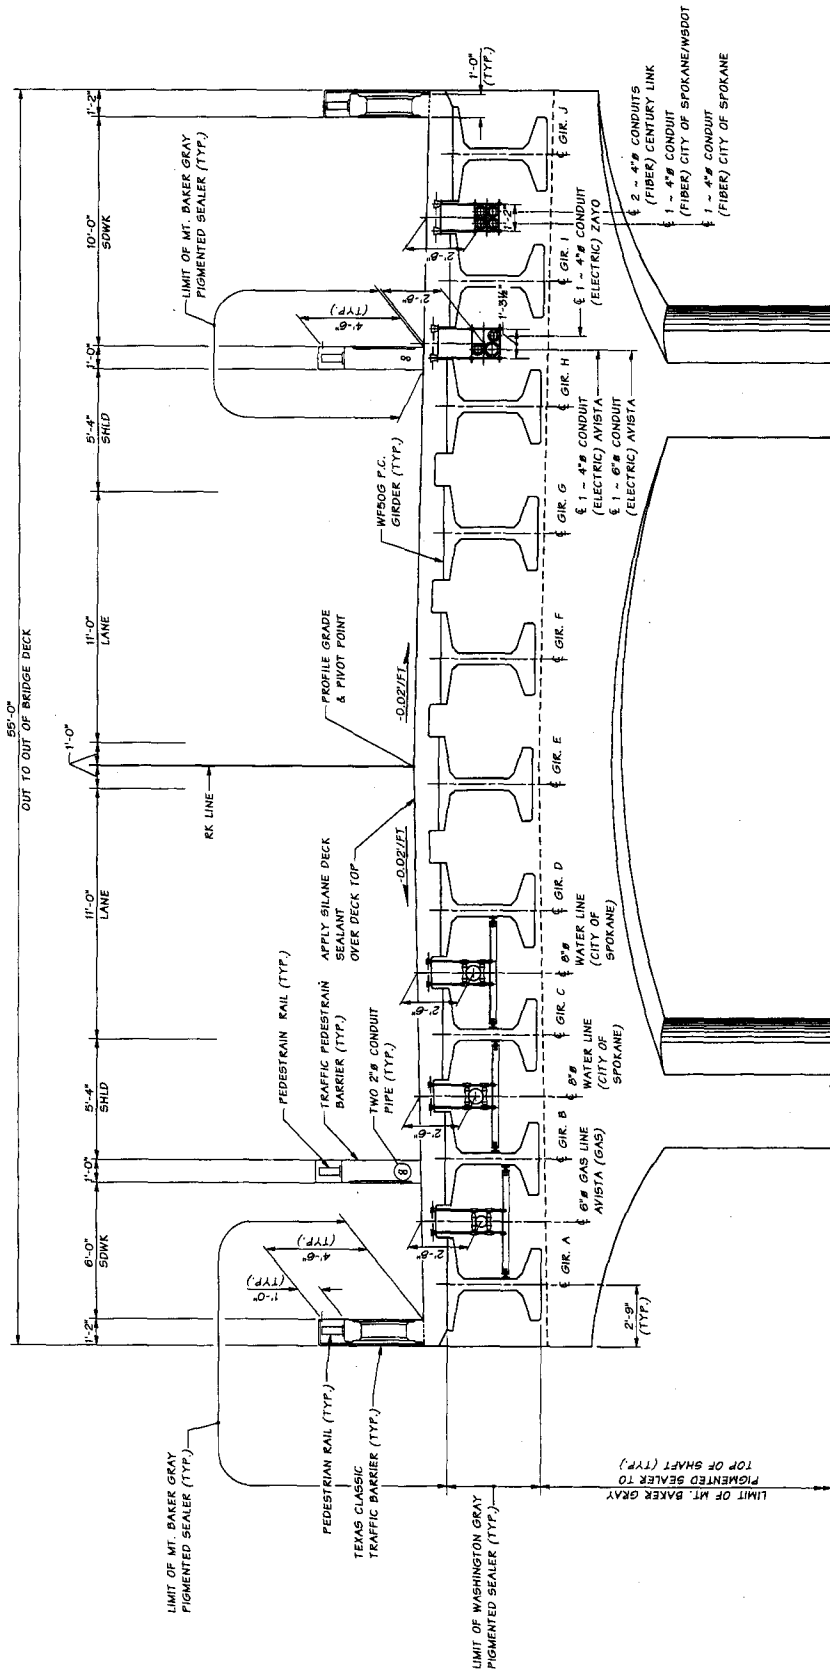 55'-0"
OUT TO OUT OF BRIDGE DECK
1'-2"
6'-0"
SDWK
1'-0"
5'-4"
SHLD
11'-0"
LANE
1'-0"
11'-0"
LANE
5'-4"
SHLD
1'-0"
10'-0"
SDWK
1'-2"
LIMIT OF MT. BAKER GRAY
PIGMENTED SEALER (TYP.)
PEDESTRIAN RAIL (TYP.)
TEXAS CLASSIC
TRAFFIC BARRIER (TYP.)
1'-0"
(TYP.)
4'-6"
(TYP.)
PEDESTRAIN RAIL (TYP.)
TRAFFIC PEDESTRAIN
BARRIER (TYP.)
TWO 2"ø CONDUIT
PIPE (TYP.)
APPLY SILANE DECK
SEALANT
OVER DECK TOP
RK LINE
PROFILE GRADE
& PIVOT POINT
-0.02'/FT
-0.02'/FT
WF50G P.C.
GIRDER (TYP.)
LIMIT OF MT. BAKER GRAY
PIGMENTED SEALER (TYP.)
4'-6"
(TYP.)
1'-0"
(TYP.)
2'-8"
2'-6"
2'-6"
2'-8"
2'-8"
1'-3½"
1'-2"
LIMIT OF WASHINGTON GRAY
PIGMENTED SEALER (TYP.)
LIMIT OF MT. BAKER GRAY
PIGMENTED SEALER TO
TOP OF SHAFT (TYP.)
2'-9"
(TYP.)
℄ GIR. A
℄ 6"ø GAS LINE
AVISTA (GAS)
℄ GIR. B
℄ 8"ø
WATER LINE
(CITY OF
SPOKANE)
℄ GIR. C
℄ 8"ø
WATER LINE
(CITY OF
SPOKANE)
℄ GIR. D
℄ GIR. E
℄ GIR. F
℄ GIR. G
℄ GIR. H
℄ 1 ~ 4"ø CONDUIT
(ELECTRIC) AVISTA
℄ 1 ~ 6"ø CONDUIT
(ELECTRIC) AVISTA
℄ GIR. I
℄ 1 ~ 4"ø CONDUIT
(ELECTRIC) ZAYO
℄ GIR. J
℄ 2 ~ 4"ø CONDUITS
(FIBER) CENTURY LINK
℄ 1 ~ 4"ø CONDUIT
(FIBER) CITY OF SPOKANE/WSDOT
℄ 1 ~ 4"ø CONDUIT
(FIBER) CITY OF SPOKANE